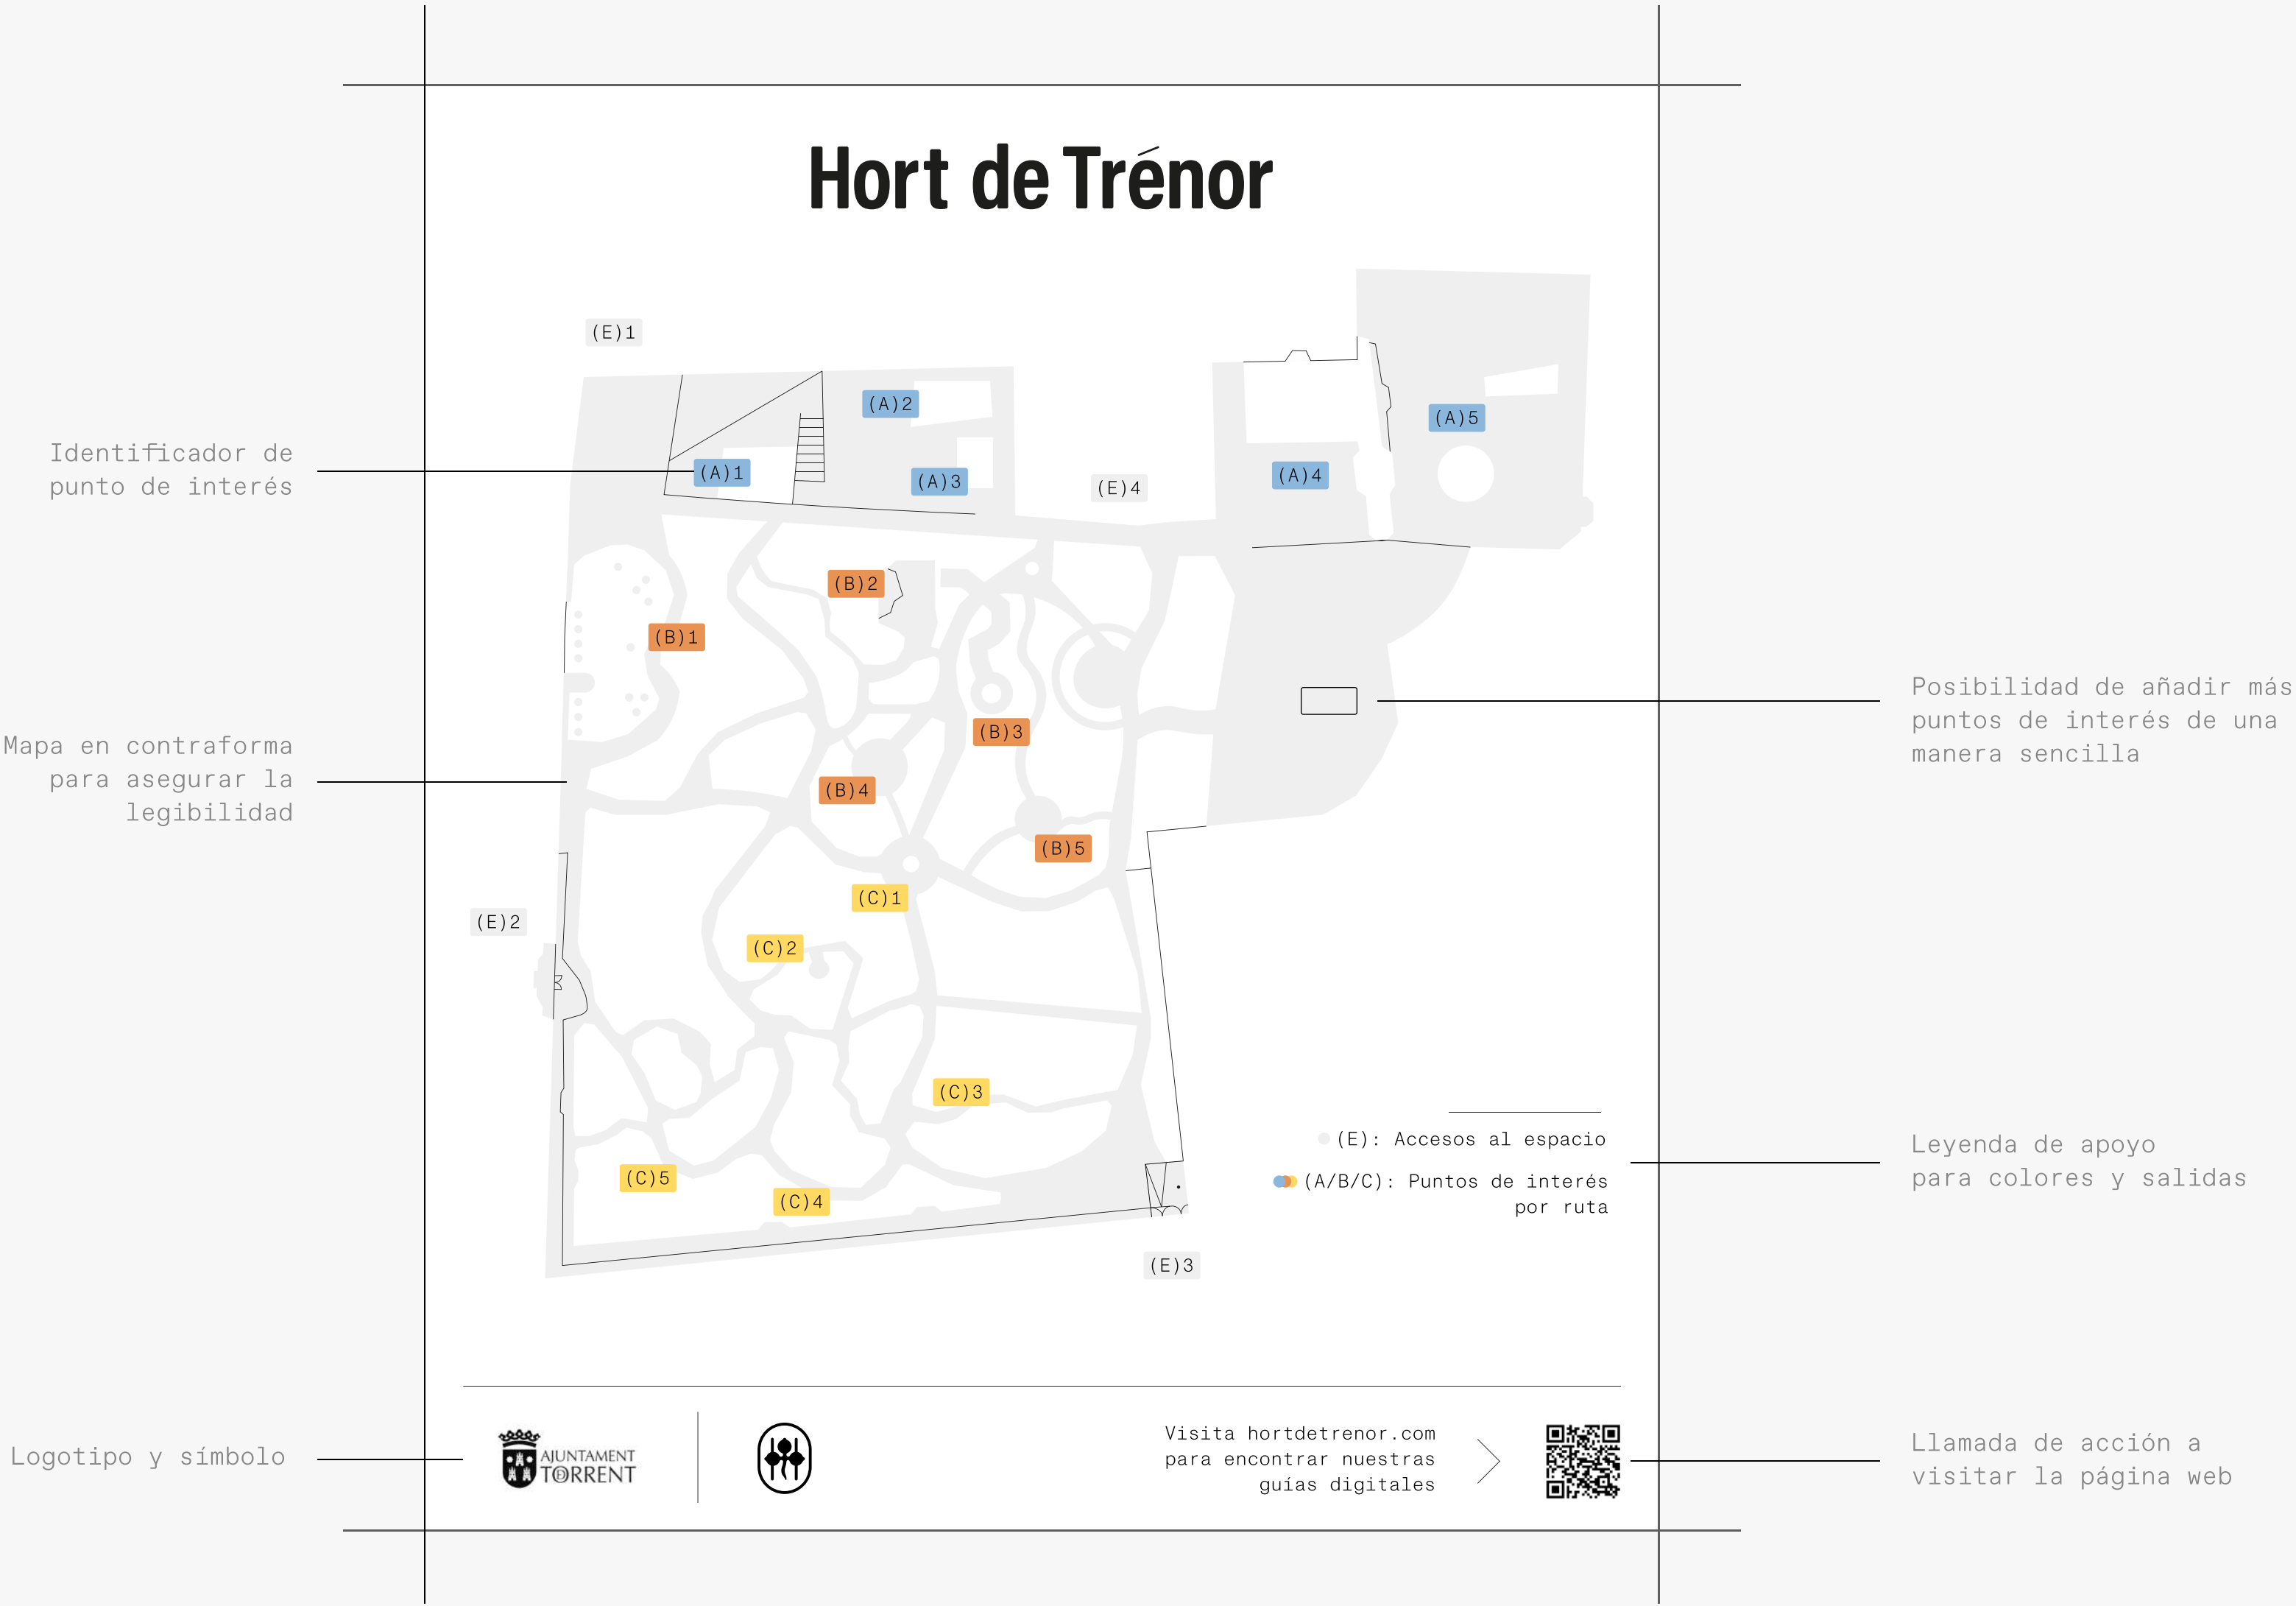 Hort de Trénor
(E)1
(A)2
(A)5
Identificador de
punto de interés
(A)1
(A)3
(E)4
(A)4
(B)2
(B)1
Posibilidad de añadir más
puntos de interés de una
manera sencilla
(B)3
Mapa en contraforma
para asegurar la
legibilidad
(B)4
(B)5
(C)1
(E)2
(C)2
(C)3
(E): Accesos al espacio
(A/B/C): Puntos de interés
por ruta
Leyenda de apoyo
para colores y salidas
(C)5
(C)4
(E)3
Logotipo y símbolo
AJUNTAMENT
DE TORRENT
Visita hortdetrenor.com
para encontrar nuestras
guías digitales
Llamada de acción a
visitar la página web